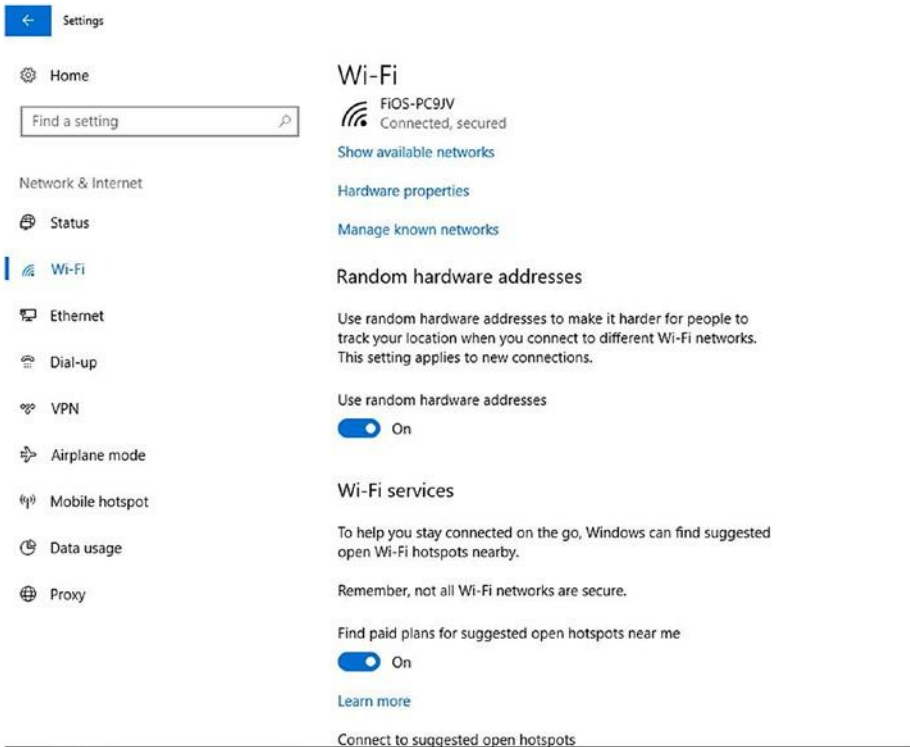 Settings
Home
Find a setting
Network & Internet
Status
Wi-Fi
Ethernet
Dial-up
VPN
Airplane mode
Mobile hotspot
Data usage
Proxy
Wi-Fi
FiOS-PC9JV
Connected, secured
Show available networks
Hardware properties
Manage known networks
Random hardware addresses
Use random hardware addresses to make it harder for people to
track your location when you connect to different Wi-Fi networks.
This setting applies to new connections.
Use random hardware addresses
On
Wi-Fi services
To help you stay connected on the go, Windows can find suggested
open Wi-Fi hotspots nearby.
Remember, not all Wi-Fi networks are secure.
Find paid plans for suggested open hotspots near me
On
Learn more
Connect to suggested open hotspots